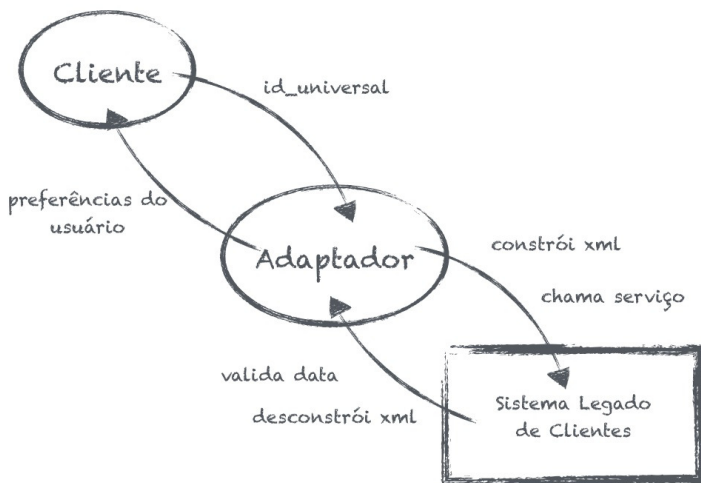 Cliente
id_universal
preferências do
usuário
Adaptador
constrói xml
chama serviço
valida data
desconstrói xml
Sistema Legado
de Clientes